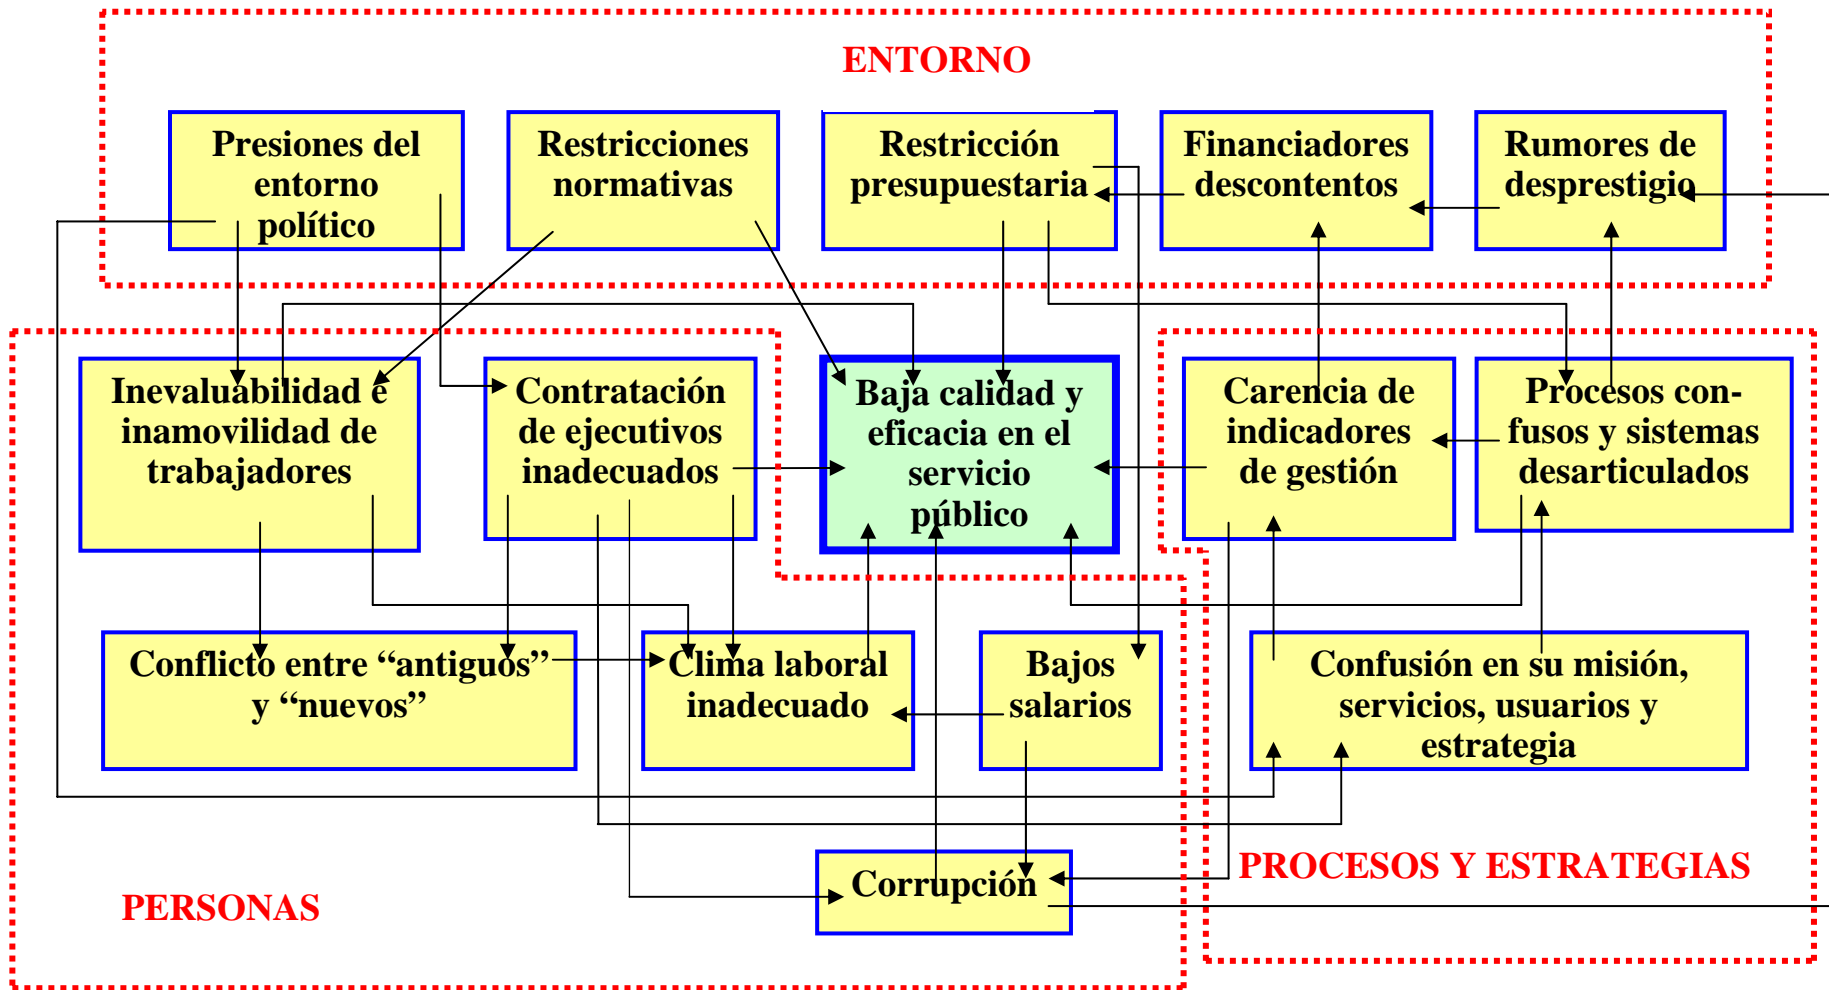 ENTORNO
Presiones del
entorno
político
Restricciones
normativas
Restricción
presupuestaria
Financiadores
descontentos
Rumores de
desprestigio
Inevaluabilidad e
inamovilidad de
trabajadores
Contratación
de ejecutivos
inadecuados
Baja calidad y
eficacia en el
servicio
público
Carencia de
indicadores
de gestión
Procesos con-
fusos y sistemas
desarticulados
Conflicto entre “antiguos”
y “nuevos”
Clima laboral
inadecuado
Bajos
salarios
Confusión en su misión,
servicios, usuarios y
estrategia
Corrupción
PERSONAS
PROCESOS Y ESTRATEGIAS